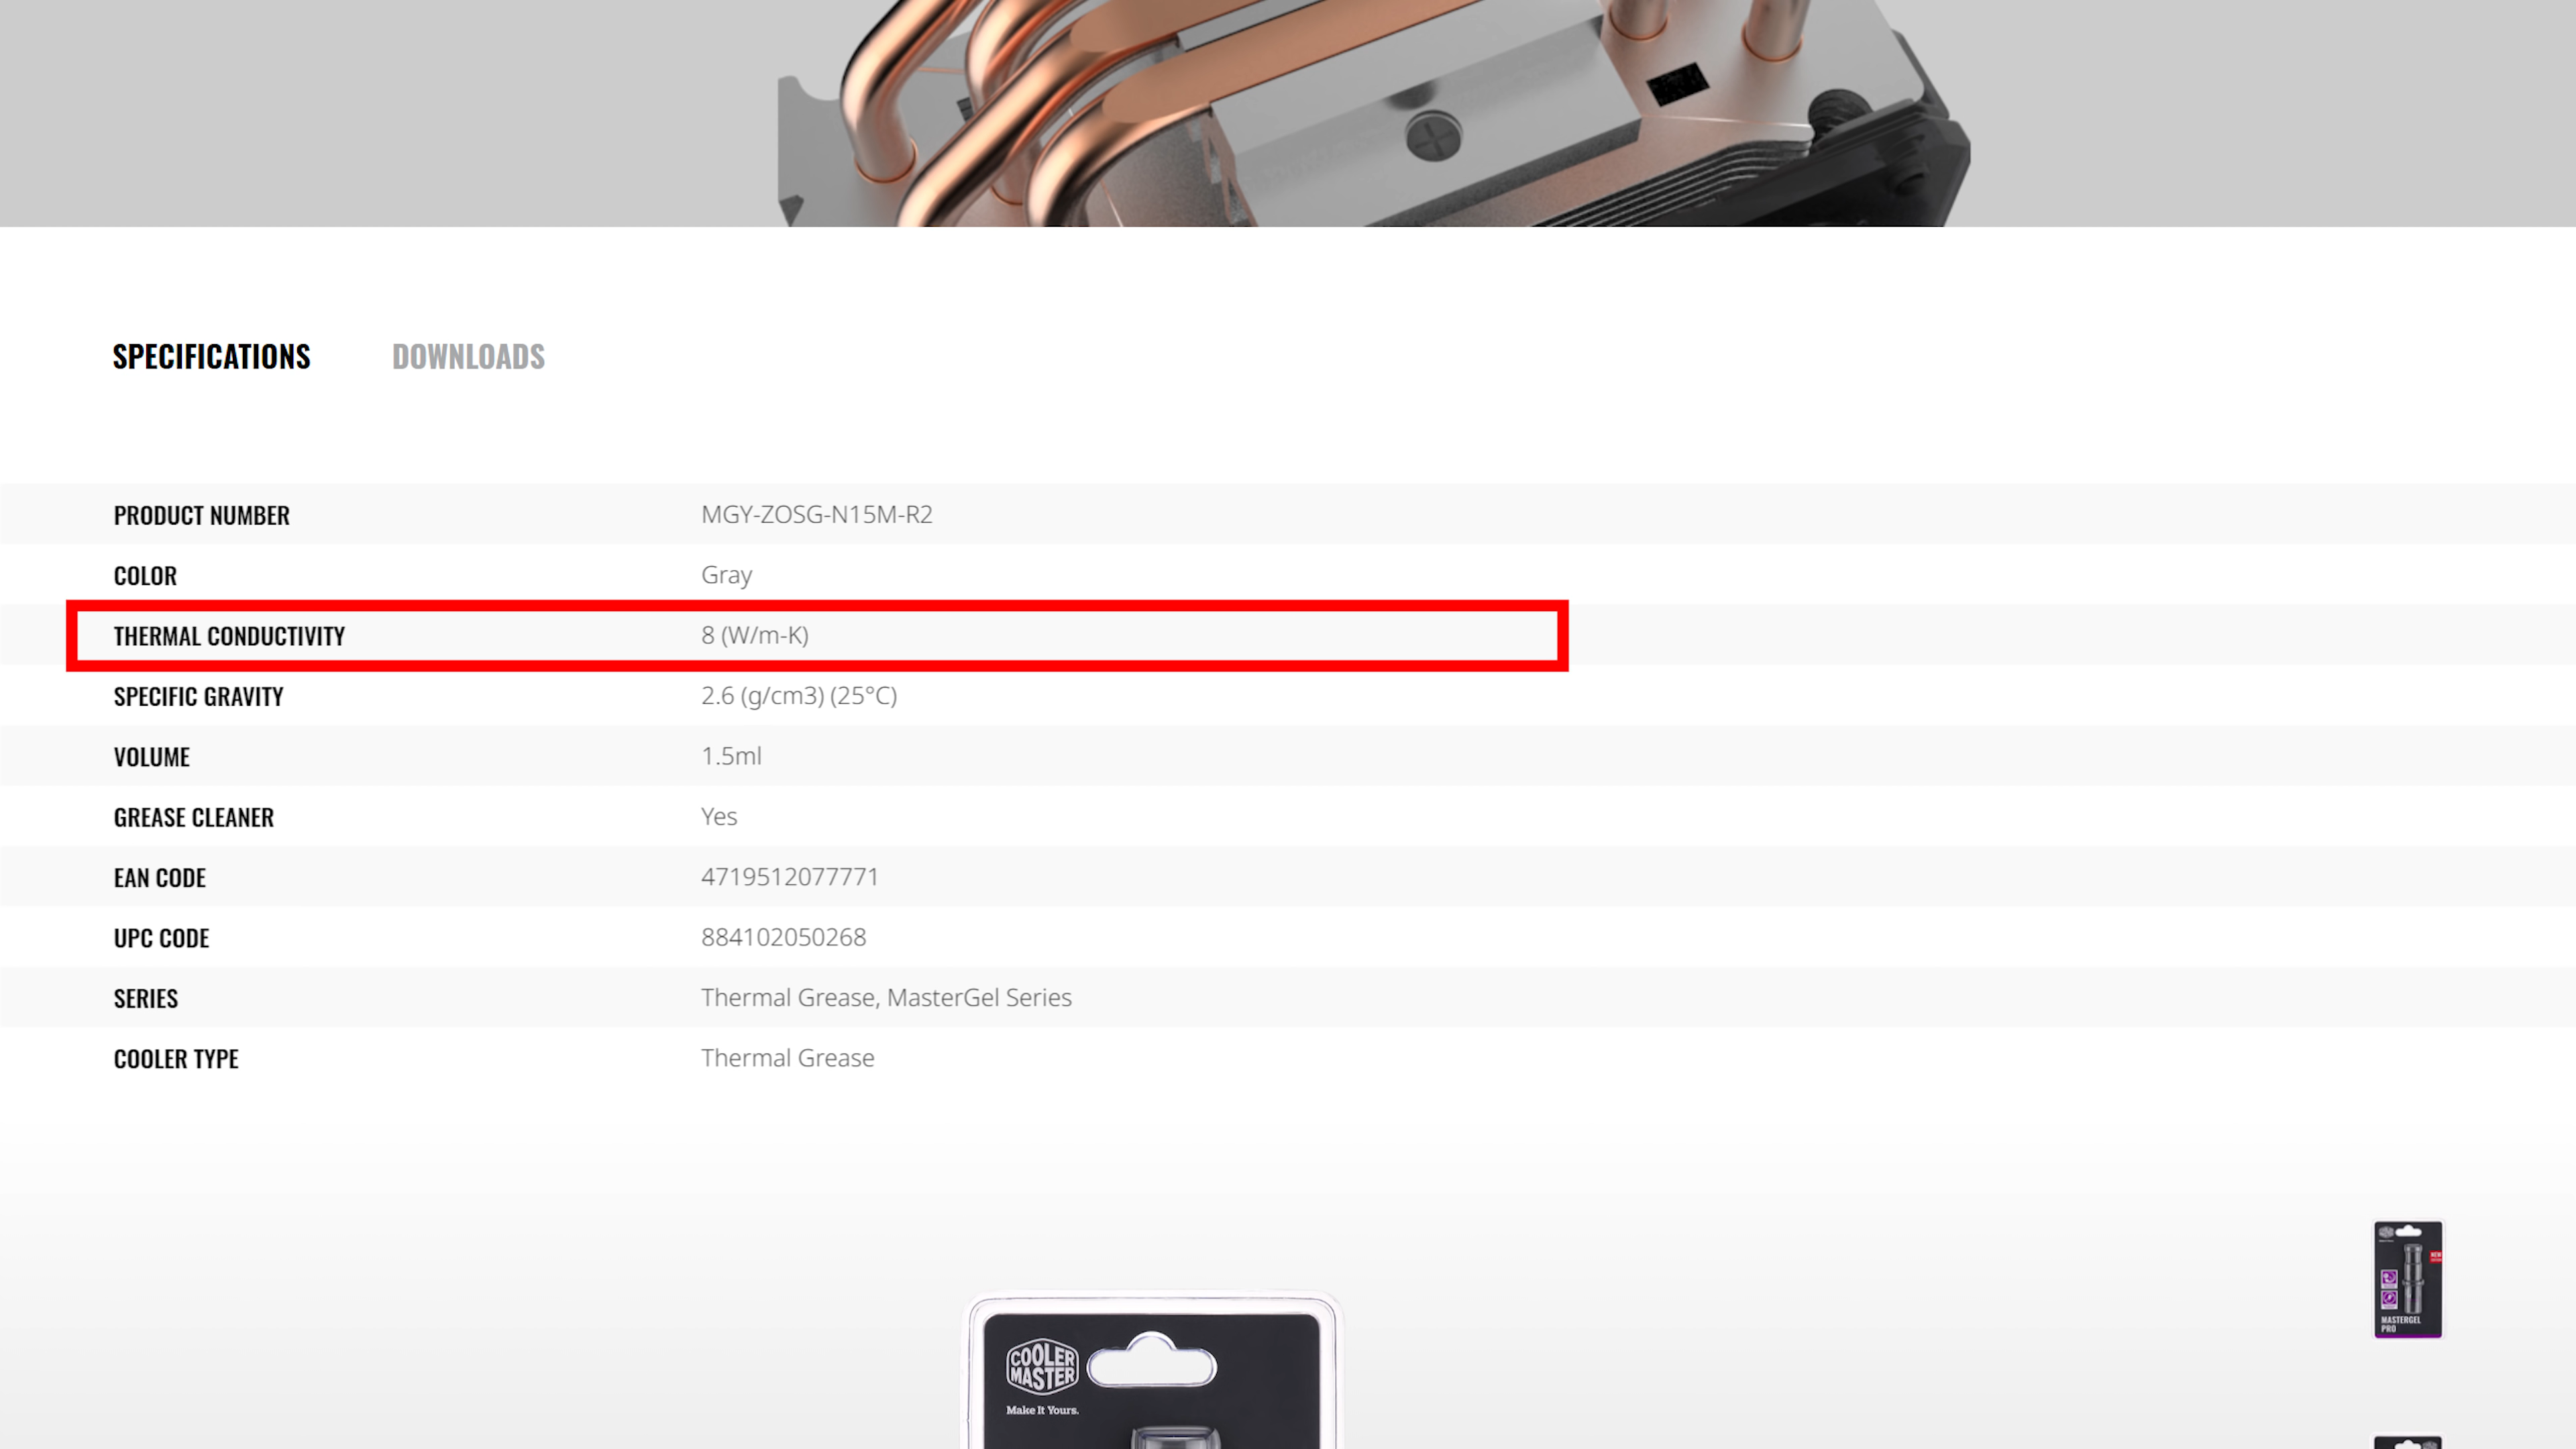 SPECIFICATIONS DOWNLOADS
PRODUCT NUMBER MGY-ZOSG-N15M-R2
COLOR Gray
THERMAL CONDUCTIVITY 8 (W/m-K)
SPECIFIC GRAVITY 2.6 (g/cm3) (25°C)
VOLUME 1.5ml
GREASE CLEANER Yes
EAN CODE 4719512077771
UPC CODE 884102050268
SERIES Thermal Grease, MasterGel Series
COOLER TYPE Thermal Grease
NEW
MASTERGEL
PRO
COOLER
MASTER
Make It Yours.